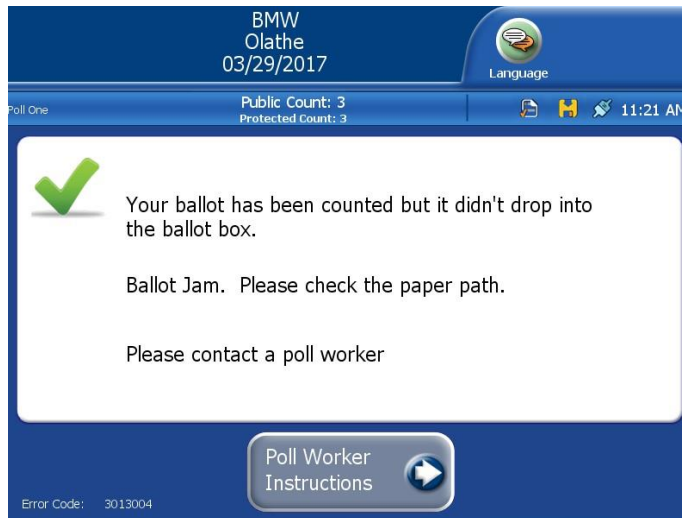 BMW
Olathe
03/29/2017
Language
Poll One
Public Count: 3
Protected Count: 3
11:21 AM
Your ballot has been counted but it didn't drop into
the ballot box.
Ballot Jam. Please check the paper path.
Please contact a poll worker
Poll Worker
Instructions
Error Code: 3013004